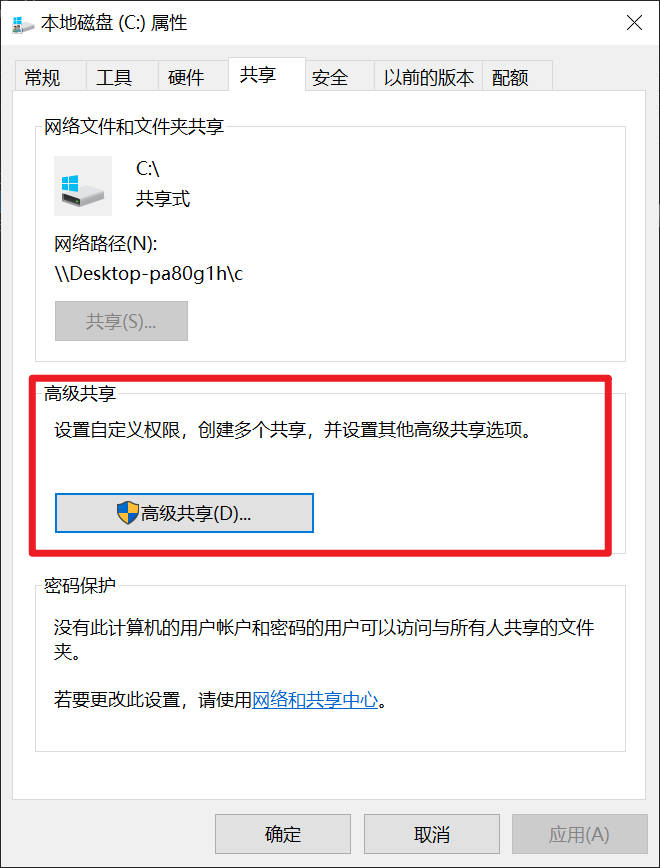 本地磁盘 (C:) 属性
常规 工具 硬件 共享 安全 以前的版本 配额
网络文件和文件夹共享
C:\
共享式
网络路径(N):
\\Desktop-pa80g1h\c
共享(S)...
高级共享
设置自定义权限，创建多个共享，并设置其他高级共享选项。
高级共享(D)...
密码保护
没有此计算机的用户帐户和密码的用户可以访问与所有人共享的文件
夹。
若要更改此设置，请使用网络和共享中心。
确定 取消 应用(A)